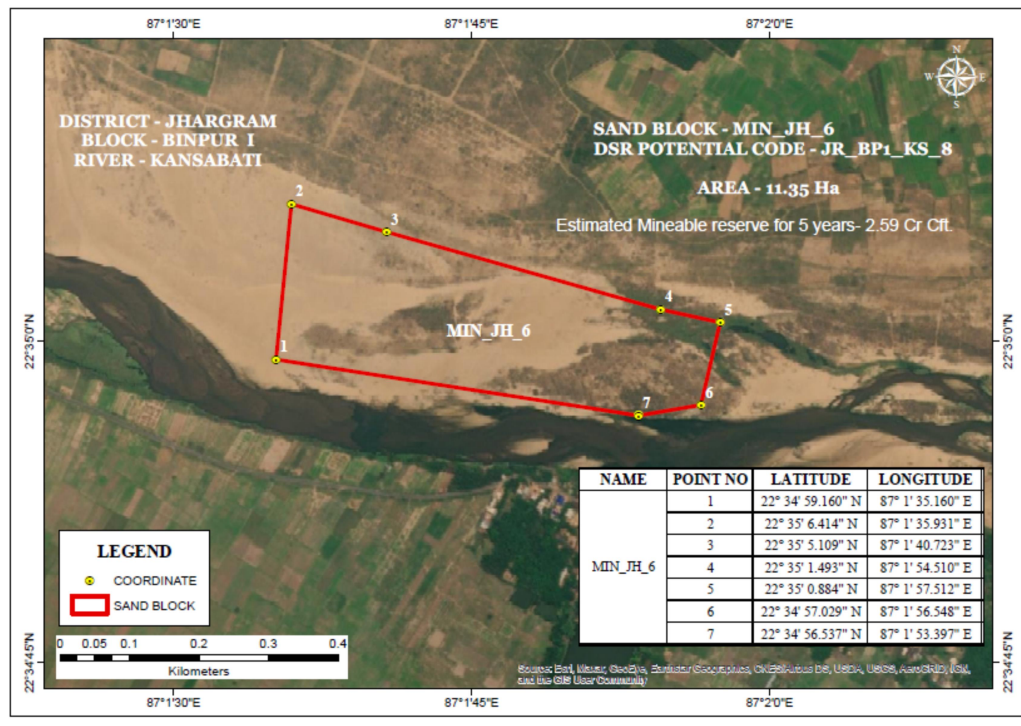 87°1'30"E 87°1'45"E 87°2'0"E
N
W E
S
DISTRICT - JHARGRAM
BLOCK - BINPUR I
RIVER - KANSABATI
SAND BLOCK - MIN_JH_6
DSR POTENTIAL CODE - JR_BP1_KS_8
AREA - 11.35 Ha
Estimated Mineable reserve for 5 years- 2.59 Cr Cft.
2
3
4
5
MIN_JH_6
1
6
7
22°35'0"N 22°35'0"N
NAME POINT NO LATITUDE LONGITUDE
MIN_JH_6
1 22° 34' 59.160" N 87° 1' 35.160" E
2 22° 35' 6.414" N 87° 1' 35.931" E
3 22° 35' 5.109" N 87° 1' 40.723" E
4 22° 35' 1.493" N 87° 1' 54.510" E
5 22° 35' 0.884" N 87° 1' 57.512" E
6 22° 34' 57.029" N 87° 1' 56.548" E
7 22° 34' 56.537" N 87° 1' 53.397" E
LEGEND
COORDINATE
SAND BLOCK
0 0.05 0.1 0.2 0.3 0.4
Kilometers
22°34'45"N 22°34'45"N
Source: Esri, Maxar, GeoEye, Earthstar Geographics, CNES/Airbus DS, USDA, USGS, AeroGRID, IGN,
and the GIS User Community
87°1'30"E 87°1'45"E 87°2'0"E